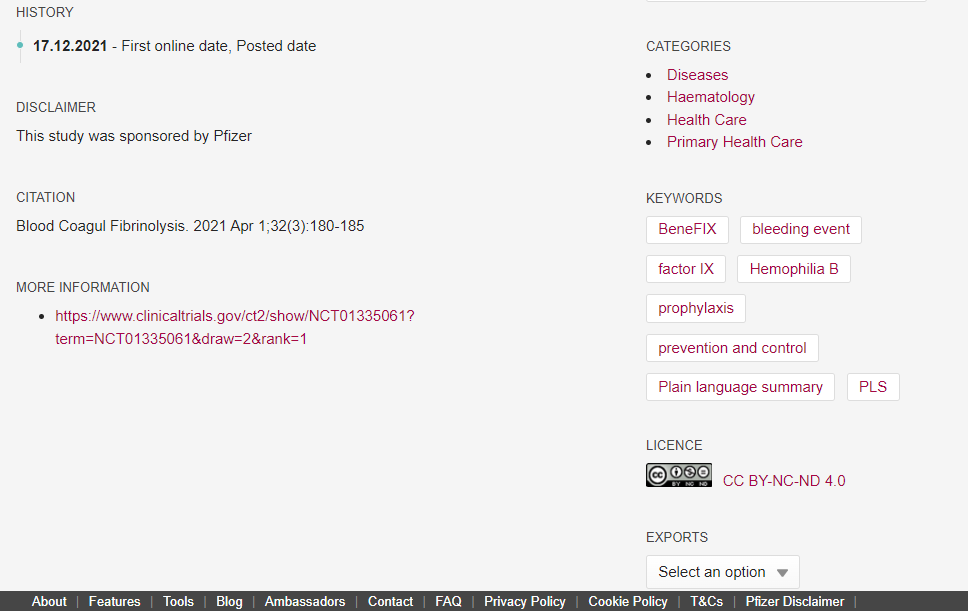 HISTORY
17.12.2021 - First online date, Posted date
DISCLAIMER
This study was sponsored by Pfizer
CITATION
Blood Coagul Fibrinolysis. 2021 Apr 1;32(3):180-185
MORE INFORMATION
https://www.clinicaltrials.gov/ct2/show/NCT01335061?
term=NCT01335061&draw=2&rank=1
CATEGORIES
Diseases
Haematology
Health Care
Primary Health Care
KEYWORDS
BeneFIX bleeding event
factor IX Hemophilia B
prophylaxis
prevention and control
Plain language summary PLS
LICENCE
CC BY NC ND CC BY-NC-ND 4.0
EXPORTS
Select an option
About | Features | Tools | Blog | Ambassadors | Contact | FAQ | Privacy Policy | Cookie Policy | T&Cs | Pfizer Disclaimer |